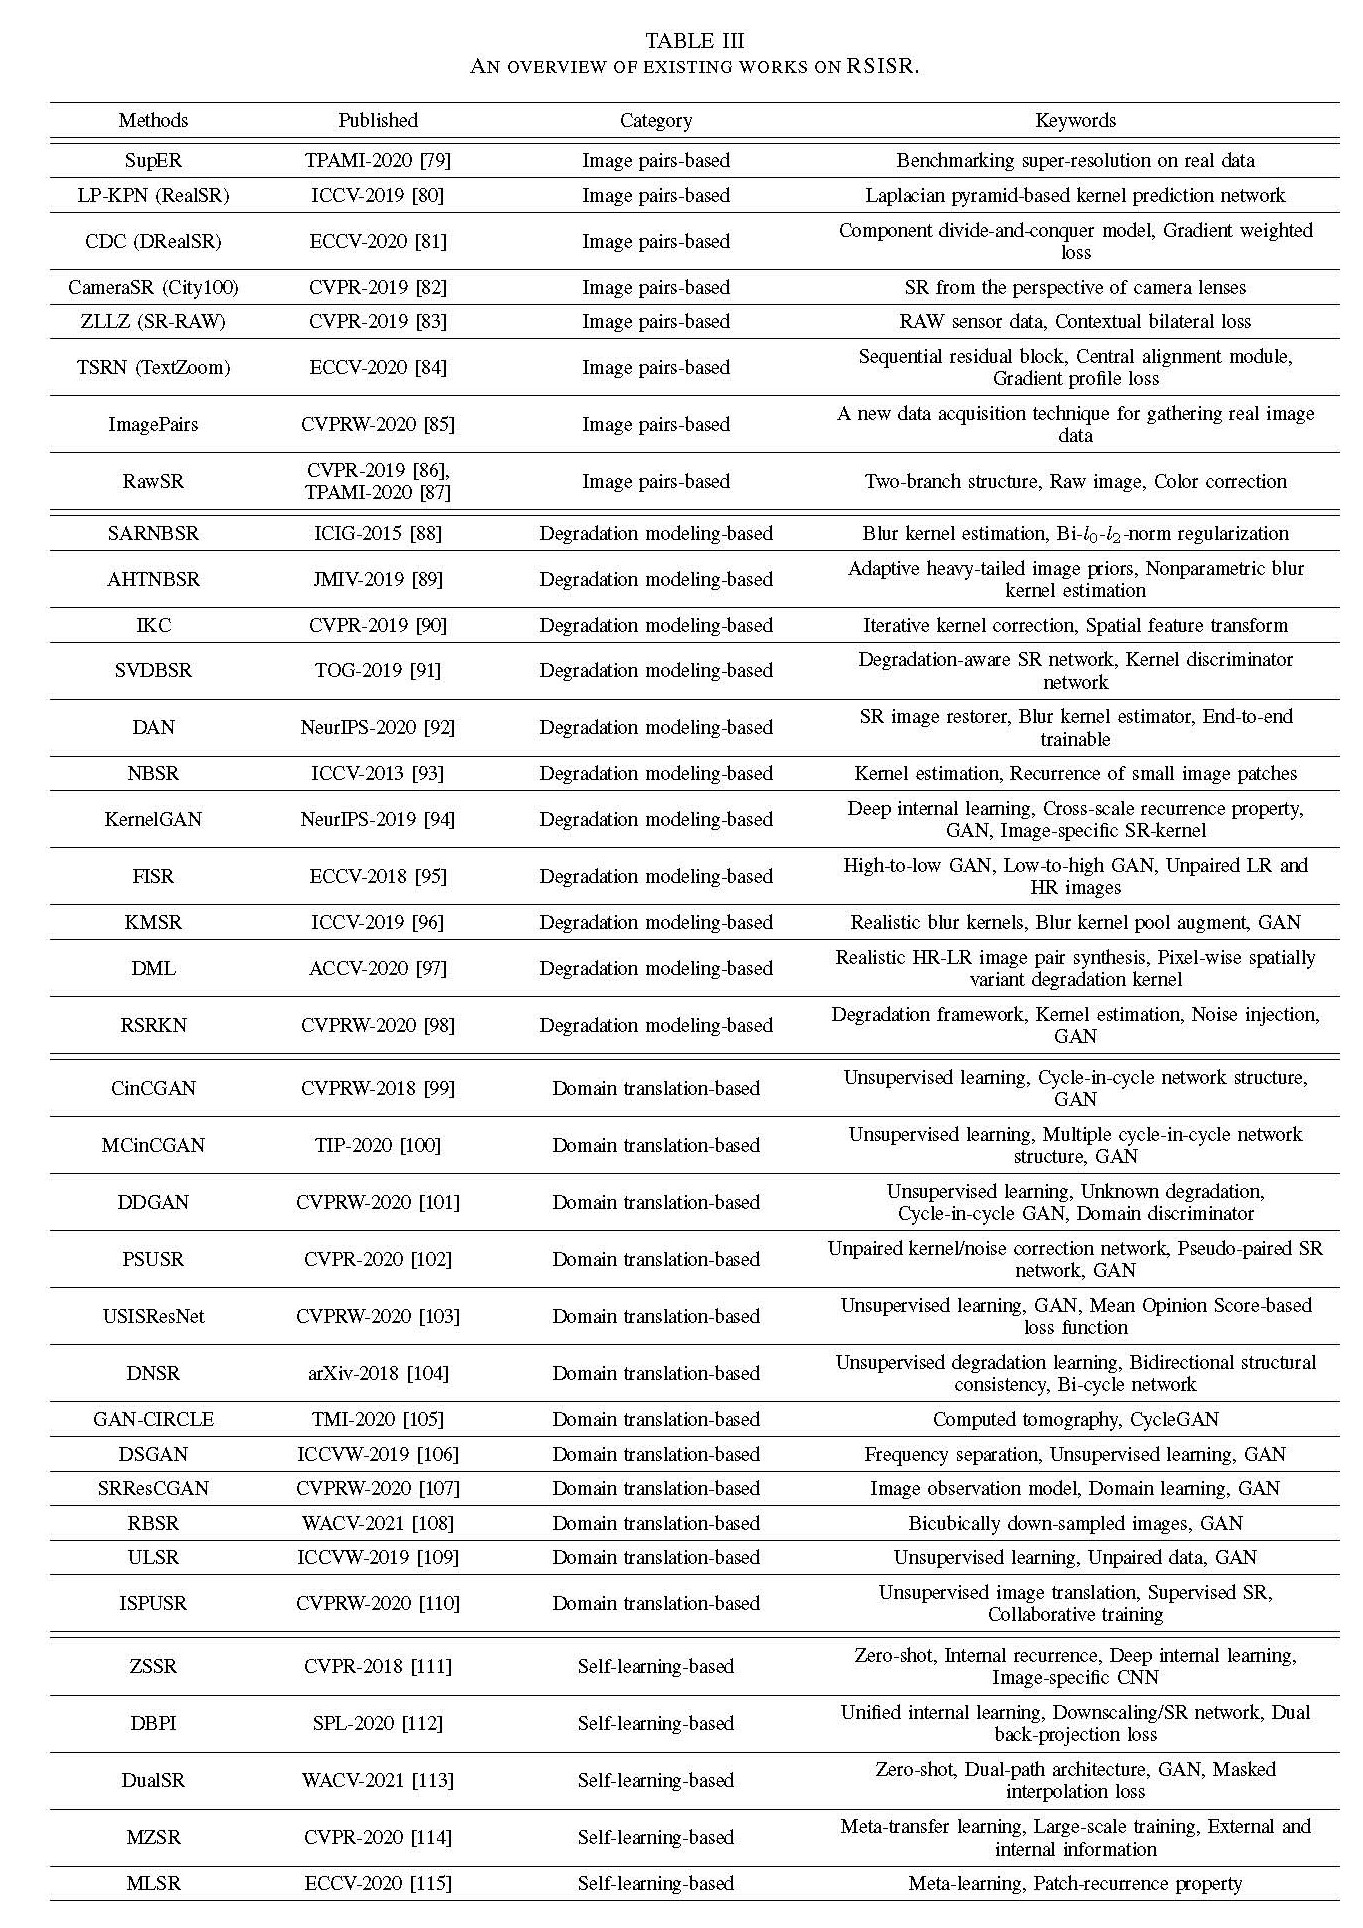 TABLE III
AN OVERVIEW OF EXISTING WORKS ON RSISR.
Methods Published Category Keywords
SupER TPAMI-2020 [79] Image pairs-based Benchmarking super-resolution on real data
LP-KPN (RealSR) ICCV-2019 [80] Image pairs-based Laplacian pyramid-based kernel prediction network
CDC (DRealSR) ECCV-2020 [81] Image pairs-based Component divide-and-conquer model, Gradient weighted
loss
CameraSR (City100) CVPR-2019 [82] Image pairs-based SR from the perspective of camera lenses
ZLLZ (SR-RAW) CVPR-2019 [83] Image pairs-based RAW sensor data, Contextual bilateral loss
TSRN (TextZoom) ECCV-2020 [84] Image pairs-based Sequential residual block, Central alignment module,
Gradient profile loss
ImagePairs CVPRW-2020 [85] Image pairs-based A new data acquisition technique for gathering real image
data
RawSR CVPR-2019 [86],
TPAMI-2020 [87] Image pairs-based Two-branch structure, Raw image, Color correction
SARNBSR ICIG-2015 [88] Degradation modeling-based Blur kernel estimation, Bi-l₀-l₂-norm regularization
AHTNBSR JMIV-2019 [89] Degradation modeling-based Adaptive heavy-tailed image priors, Nonparametric blur
kernel estimation
IKC CVPR-2019 [90] Degradation modeling-based Iterative kernel correction, Spatial feature transform
SVDBSR TOG-2019 [91] Degradation modeling-based Degradation-aware SR network, Kernel discriminator
network
DAN NeurIPS-2020 [92] Degradation modeling-based SR image restorer, Blur kernel estimator, End-to-end
trainable
NBSR ICCV-2013 [93] Degradation modeling-based Kernel estimation, Recurrence of small image patches
KernelGAN NeurIPS-2019 [94] Degradation modeling-based Deep internal learning, Cross-scale recurrence property,
GAN, Image-specific SR-kernel
FISR ECCV-2018 [95] Degradation modeling-based High-to-low GAN, Low-to-high GAN, Unpaired LR and
HR images
KMSR ICCV-2019 [96] Degradation modeling-based Realistic blur kernels, Blur kernel pool augment, GAN
DML ACCV-2020 [97] Degradation modeling-based Realistic HR-LR image pair synthesis, Pixel-wise spatially
variant degradation kernel
RSRKN CVPRW-2020 [98] Degradation modeling-based Degradation framework, Kernel estimation, Noise injection,
GAN
CinCGAN CVPRW-2018 [99] Domain translation-based Unsupervised learning, Cycle-in-cycle network structure,
GAN
MCinCGAN TIP-2020 [100] Domain translation-based Unsupervised learning, Multiple cycle-in-cycle network
structure, GAN
DDGAN CVPRW-2020 [101] Domain translation-based Unsupervised learning, Unknown degradation,
Cycle-in-cycle GAN, Domain discriminator
PSUSR CVPR-2020 [102] Domain translation-based Unpaired kernel/noise correction network, Pseudo-paired SR
network, GAN
USISResNet CVPRW-2020 [103] Domain translation-based Unsupervised learning, GAN, Mean Opinion Score-based
loss function
DNSR arXiv-2018 [104] Domain translation-based Unsupervised degradation learning, Bidirectional structural
consistency, Bi-cycle network
GAN-CIRCLE TMI-2020 [105] Domain translation-based Computed tomography, CycleGAN
DSGAN ICCVW-2019 [106] Domain translation-based Frequency separation, Unsupervised learning, GAN
SRResCGAN CVPRW-2020 [107] Domain translation-based Image observation model, Domain learning, GAN
RBSR WACV-2021 [108] Domain translation-based Bicubically down-sampled images, GAN
ULSR ICCVW-2019 [109] Domain translation-based Unsupervised learning, Unpaired data, GAN
ISPUSR CVPRW-2020 [110] Domain translation-based Unsupervised image translation, Supervised SR,
Collaborative training
ZSSR CVPR-2018 [111] Self-learning-based Zero-shot, Internal recurrence, Deep internal learning,
Image-specific CNN
DBPI SPL-2020 [112] Self-learning-based Unified internal learning, Downscaling/SR network, Dual
back-projection loss
DualSR WACV-2021 [113] Self-learning-based Zero-shot, Dual-path architecture, GAN, Masked
interpolation loss
MZSR CVPR-2020 [114] Self-learning-based Meta-transfer learning, Large-scale training, External and
internal information
MLSR ECCV-2020 [115] Self-learning-based Meta-learning, Patch-recurrence property